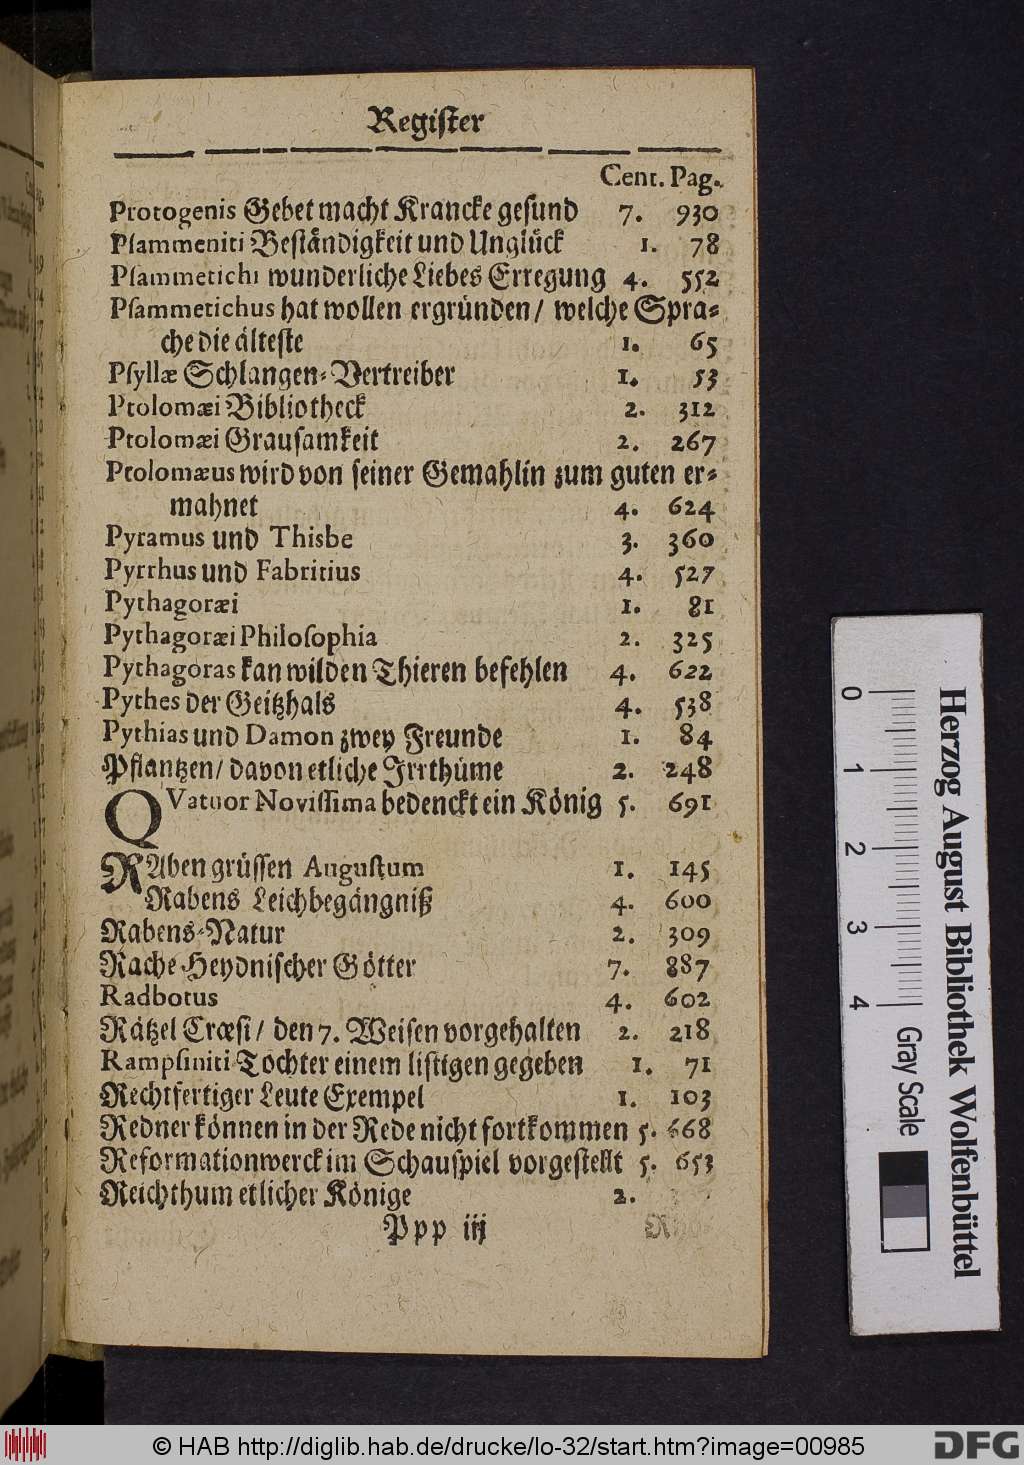 Register
Cent. Pag.
Protogenis Gebet macht Krancke gesund 7. 930
Psammeniti Beständigkeit und Unglück 1. 78
Psammetichi wunderliche Liebes Erregung 4. 552
Psammetichus hat wollen ergründen/ welche Spra-
che die älteste 1. 65
Psyllæ Schlangen-Vertreiber 1. 53
Ptolomæi Bibliotheck 2. 312
Ptolomæi Grausamkeit 2. 267
Ptolomæus wird von seiner Gemahlin zum guten er-
mahnet 4. 624
Pyramus und Thisbe 3. 360
Pyrrhus und Fabritius 4. 527
Pythagoræi 1. 81
Pythagoræi Philosophia 2. 325
Pythagoras kan wilden Thieren befehlen 4. 622
Pythes der Geitzhals 4. 538
Pythias und Damon zwey Freunde 1. 84
Pflantzen/ davon etliche Irrthüme 2. 248
QVatuor Novissima bedenckt ein König 5. 691
RAben grüssen Augustum 1. 145
Rabens Leichbegängniß 4. 600
Rabens-Natur 2. 309
Rache Heydnischer Götter 7. 887
Radbotus 4. 602
Rätzel Crœsi/ den 7. Weisen vorgehalten 2. 218
Rampsiniti Tochter einem listigen gegeben 1. 71
Rechtfertiger Leute Exempel 1. 103
Redner können in der Rede nicht fortkommen 5. 668
Reformationwerck im Schauspiel vorgestellt 5. 653
Reichthum etlicher Könige 2.
Ppp iij
0 1 2 3 4
Gray Scale
Herzog August Bibliothek Wolfenbüttel
© HAB http://diglib.hab.de/drucke/lo-32/start.htm?image=00985
DFG